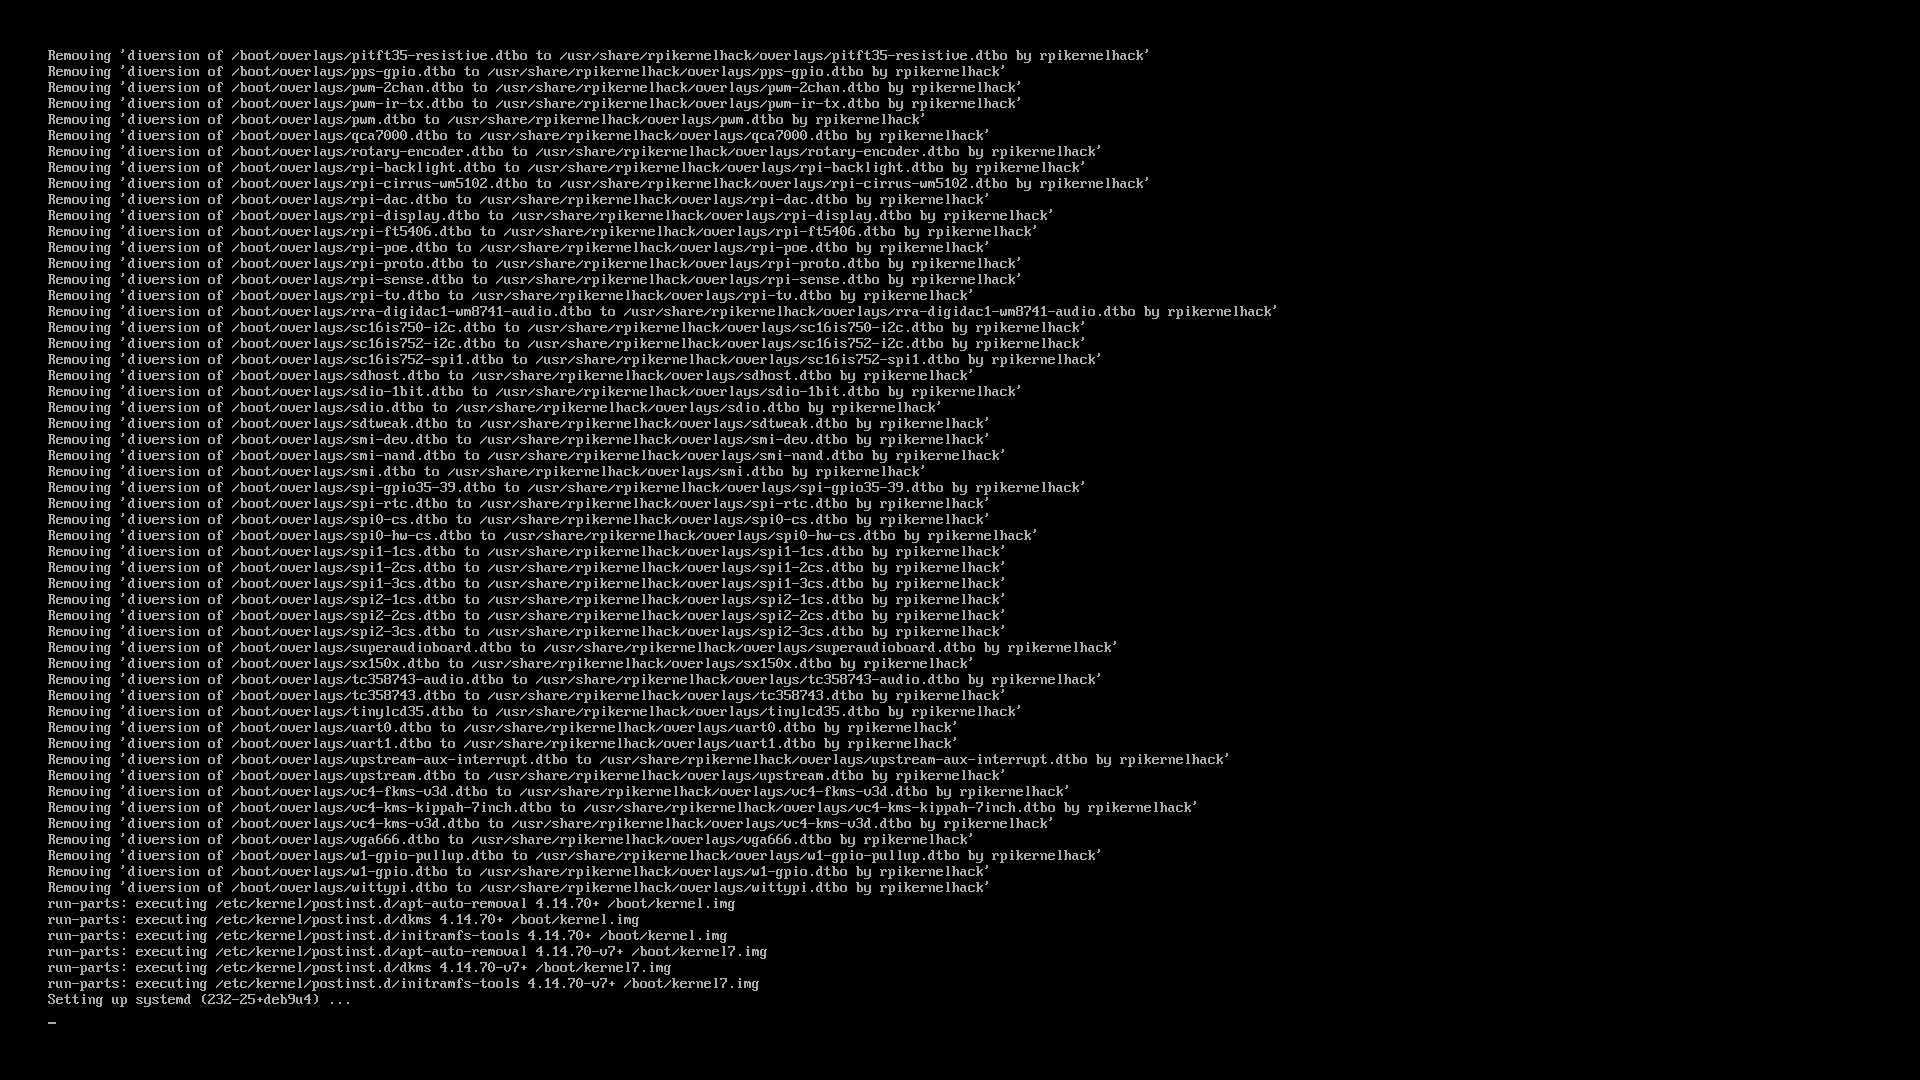 Removing 'diversion of /boot/overlays/pitft35-resistive.dtbo to /usr/share/rpikernelhack/overlays/pitft35-resistive.dtbo by rpikernelhack'
Removing 'diversion of /boot/overlays/pps-gpio.dtbo to /usr/share/rpikernelhack/overlays/pps-gpio.dtbo by rpikernelhack'
Removing 'diversion of /boot/overlays/pwm-2chan.dtbo to /usr/share/rpikernelhack/overlays/pwm-2chan.dtbo by rpikernelhack'
Removing 'diversion of /boot/overlays/pwm-ir-tx.dtbo to /usr/share/rpikernelhack/overlays/pwm-ir-tx.dtbo by rpikernelhack'
Removing 'diversion of /boot/overlays/pwm.dtbo to /usr/share/rpikernelhack/overlays/pwm.dtbo by rpikernelhack'
Removing 'diversion of /boot/overlays/qca7000.dtbo to /usr/share/rpikernelhack/overlays/qca7000.dtbo by rpikernelhack'
Removing 'diversion of /boot/overlays/rotary-encoder.dtbo to /usr/share/rpikernelhack/overlays/rotary-encoder.dtbo by rpikernelhack'
Removing 'diversion of /boot/overlays/rpi-backlight.dtbo to /usr/share/rpikernelhack/overlays/rpi-backlight.dtbo by rpikernelhack'
Removing 'diversion of /boot/overlays/rpi-cirrus-wm5102.dtbo to /usr/share/rpikernelhack/overlays/rpi-cirrus-wm5102.dtbo by rpikernelhack'
Removing 'diversion of /boot/overlays/rpi-dac.dtbo to /usr/share/rpikernelhack/overlays/rpi-dac.dtbo by rpikernelhack'
Removing 'diversion of /boot/overlays/rpi-display.dtbo to /usr/share/rpikernelhack/overlays/rpi-display.dtbo by rpikernelhack'
Removing 'diversion of /boot/overlays/rpi-ft5406.dtbo to /usr/share/rpikernelhack/overlays/rpi-ft5406.dtbo by rpikernelhack'
Removing 'diversion of /boot/overlays/rpi-poe.dtbo to /usr/share/rpikernelhack/overlays/rpi-poe.dtbo by rpikernelhack'
Removing 'diversion of /boot/overlays/rpi-proto.dtbo to /usr/share/rpikernelhack/overlays/rpi-proto.dtbo by rpikernelhack'
Removing 'diversion of /boot/overlays/rpi-sense.dtbo to /usr/share/rpikernelhack/overlays/rpi-sense.dtbo by rpikernelhack'
Removing 'diversion of /boot/overlays/rpi-tv.dtbo to /usr/share/rpikernelhack/overlays/rpi-tv.dtbo by rpikernelhack'
Removing 'diversion of /boot/overlays/rra-digidac1-wm8741-audio.dtbo to /usr/share/rpikernelhack/overlays/rra-digidac1-wm8741-audio.dtbo by rpikernelhack'
Removing 'diversion of /boot/overlays/sc16is750-i2c.dtbo to /usr/share/rpikernelhack/overlays/sc16is750-i2c.dtbo by rpikernelhack'
Removing 'diversion of /boot/overlays/sc16is752-i2c.dtbo to /usr/share/rpikernelhack/overlays/sc16is752-i2c.dtbo by rpikernelhack'
Removing 'diversion of /boot/overlays/sc16is752-spi1.dtbo to /usr/share/rpikernelhack/overlays/sc16is752-spi1.dtbo by rpikernelhack'
Removing 'diversion of /boot/overlays/sdhost.dtbo to /usr/share/rpikernelhack/overlays/sdhost.dtbo by rpikernelhack'
Removing 'diversion of /boot/overlays/sdio-1bit.dtbo to /usr/share/rpikernelhack/overlays/sdio-1bit.dtbo by rpikernelhack'
Removing 'diversion of /boot/overlays/sdio.dtbo to /usr/share/rpikernelhack/overlays/sdio.dtbo by rpikernelhack'
Removing 'diversion of /boot/overlays/sdtweak.dtbo to /usr/share/rpikernelhack/overlays/sdtweak.dtbo by rpikernelhack'
Removing 'diversion of /boot/overlays/smi-dev.dtbo to /usr/share/rpikernelhack/overlays/smi-dev.dtbo by rpikernelhack'
Removing 'diversion of /boot/overlays/smi-nand.dtbo to /usr/share/rpikernelhack/overlays/smi-nand.dtbo by rpikernelhack'
Removing 'diversion of /boot/overlays/smi.dtbo to /usr/share/rpikernelhack/overlays/smi.dtbo by rpikernelhack'
Removing 'diversion of /boot/overlays/spi-gpio35-39.dtbo to /usr/share/rpikernelhack/overlays/spi-gpio35-39.dtbo by rpikernelhack'
Removing 'diversion of /boot/overlays/spi-rtc.dtbo to /usr/share/rpikernelhack/overlays/spi-rtc.dtbo by rpikernelhack'
Removing 'diversion of /boot/overlays/spi0-cs.dtbo to /usr/share/rpikernelhack/overlays/spi0-cs.dtbo by rpikernelhack'
Removing 'diversion of /boot/overlays/spi0-hw-cs.dtbo to /usr/share/rpikernelhack/overlays/spi0-hw-cs.dtbo by rpikernelhack'
Removing 'diversion of /boot/overlays/spi1-1cs.dtbo to /usr/share/rpikernelhack/overlays/spi1-1cs.dtbo by rpikernelhack'
Removing 'diversion of /boot/overlays/spi1-2cs.dtbo to /usr/share/rpikernelhack/overlays/spi1-2cs.dtbo by rpikernelhack'
Removing 'diversion of /boot/overlays/spi1-3cs.dtbo to /usr/share/rpikernelhack/overlays/spi1-3cs.dtbo by rpikernelhack'
Removing 'diversion of /boot/overlays/spi2-1cs.dtbo to /usr/share/rpikernelhack/overlays/spi2-1cs.dtbo by rpikernelhack'
Removing 'diversion of /boot/overlays/spi2-2cs.dtbo to /usr/share/rpikernelhack/overlays/spi2-2cs.dtbo by rpikernelhack'
Removing 'diversion of /boot/overlays/spi2-3cs.dtbo to /usr/share/rpikernelhack/overlays/spi2-3cs.dtbo by rpikernelhack'
Removing 'diversion of /boot/overlays/superaudioboard.dtbo to /usr/share/rpikernelhack/overlays/superaudioboard.dtbo by rpikernelhack'
Removing 'diversion of /boot/overlays/sx150x.dtbo to /usr/share/rpikernelhack/overlays/sx150x.dtbo by rpikernelhack'
Removing 'diversion of /boot/overlays/tc358743-audio.dtbo to /usr/share/rpikernelhack/overlays/tc358743-audio.dtbo by rpikernelhack'
Removing 'diversion of /boot/overlays/tc358743.dtbo to /usr/share/rpikernelhack/overlays/tc358743.dtbo by rpikernelhack'
Removing 'diversion of /boot/overlays/tinylcd35.dtbo to /usr/share/rpikernelhack/overlays/tinylcd35.dtbo by rpikernelhack'
Removing 'diversion of /boot/overlays/uart0.dtbo to /usr/share/rpikernelhack/overlays/uart0.dtbo by rpikernelhack'
Removing 'diversion of /boot/overlays/uart1.dtbo to /usr/share/rpikernelhack/overlays/uart1.dtbo by rpikernelhack'
Removing 'diversion of /boot/overlays/upstream-aux-interrupt.dtbo to /usr/share/rpikernelhack/overlays/upstream-aux-interrupt.dtbo by rpikernelhack'
Removing 'diversion of /boot/overlays/upstream.dtbo to /usr/share/rpikernelhack/overlays/upstream.dtbo by rpikernelhack'
Removing 'diversion of /boot/overlays/vc4-fkms-v3d.dtbo to /usr/share/rpikernelhack/overlays/vc4-fkms-v3d.dtbo by rpikernelhack'
Removing 'diversion of /boot/overlays/vc4-kms-kippah-7inch.dtbo to /usr/share/rpikernelhack/overlays/vc4-kms-kippah-7inch.dtbo by rpikernelhack'
Removing 'diversion of /boot/overlays/vc4-kms-v3d.dtbo to /usr/share/rpikernelhack/overlays/vc4-kms-v3d.dtbo by rpikernelhack'
Removing 'diversion of /boot/overlays/vga666.dtbo to /usr/share/rpikernelhack/overlays/vga666.dtbo by rpikernelhack'
Removing 'diversion of /boot/overlays/w1-gpio-pullup.dtbo to /usr/share/rpikernelhack/overlays/w1-gpio-pullup.dtbo by rpikernelhack'
Removing 'diversion of /boot/overlays/w1-gpio.dtbo to /usr/share/rpikernelhack/overlays/w1-gpio.dtbo by rpikernelhack'
Removing 'diversion of /boot/overlays/wittypi.dtbo to /usr/share/rpikernelhack/overlays/wittypi.dtbo by rpikernelhack'
run-parts: executing /etc/kernel/postinst.d/apt-auto-removal 4.14.70+ /boot/kernel.img
run-parts: executing /etc/kernel/postinst.d/dkms 4.14.70+ /boot/kernel.img
run-parts: executing /etc/kernel/postinst.d/initramfs-tools 4.14.70+ /boot/kernel.img
run-parts: executing /etc/kernel/postinst.d/apt-auto-removal 4.14.70-v7+ /boot/kernel7.img
run-parts: executing /etc/kernel/postinst.d/dkms 4.14.70-v7+ /boot/kernel7.img
run-parts: executing /etc/kernel/postinst.d/initramfs-tools 4.14.70-v7+ /boot/kernel7.img
Setting up systemd (232-25+deb9u4) ...
_